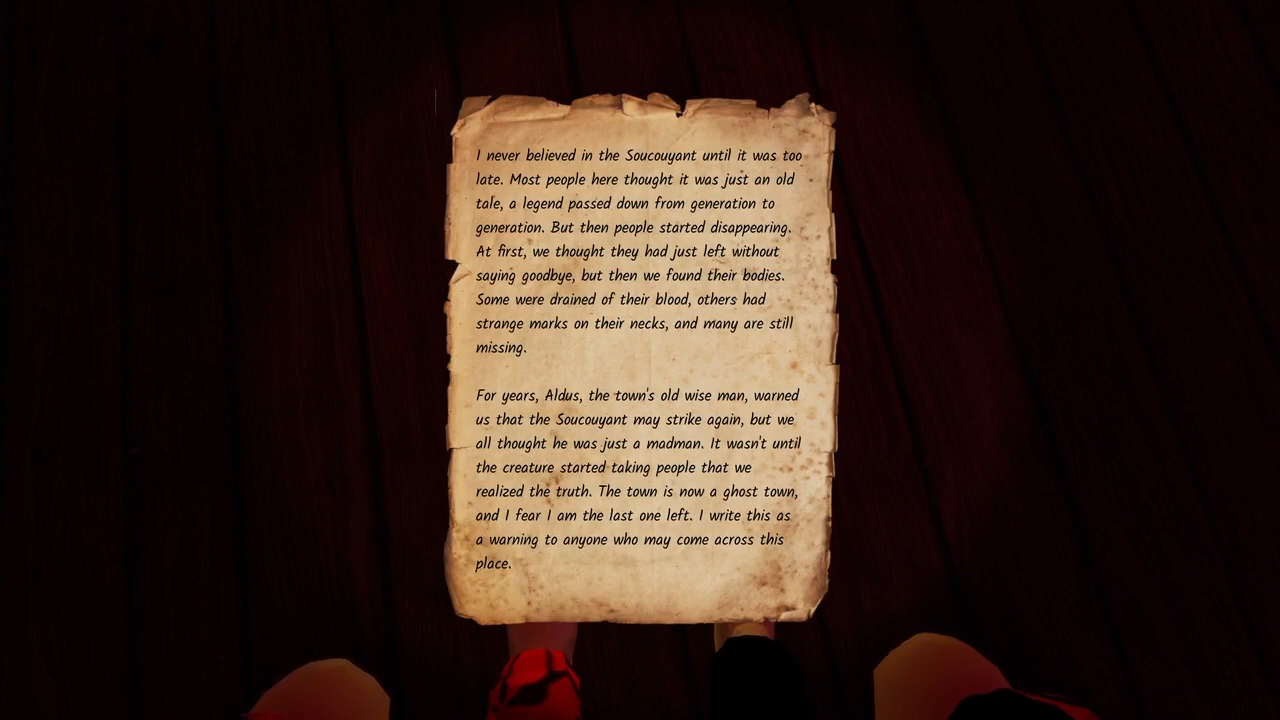 I never believed in the Soucouyant until it was too
late. Most people here thought it was just an old
tale, a legend passed down from generation to
generation. But then people started disappearing.
At first, we thought they had just left without
saying goodbye, but then we found their bodies.
Some were drained of their blood, others had
strange marks on their necks, and many are still
missing.
For years, Aldus, the town's old wise man, warned
us that the Soucouyant may strike again, but we
all thought he was just a madman. It wasn't until
the creature started taking people that we
realized the truth. The town is now a ghost town,
and I fear I am the last one left. I write this as
a warning to anyone who may come across this
place.